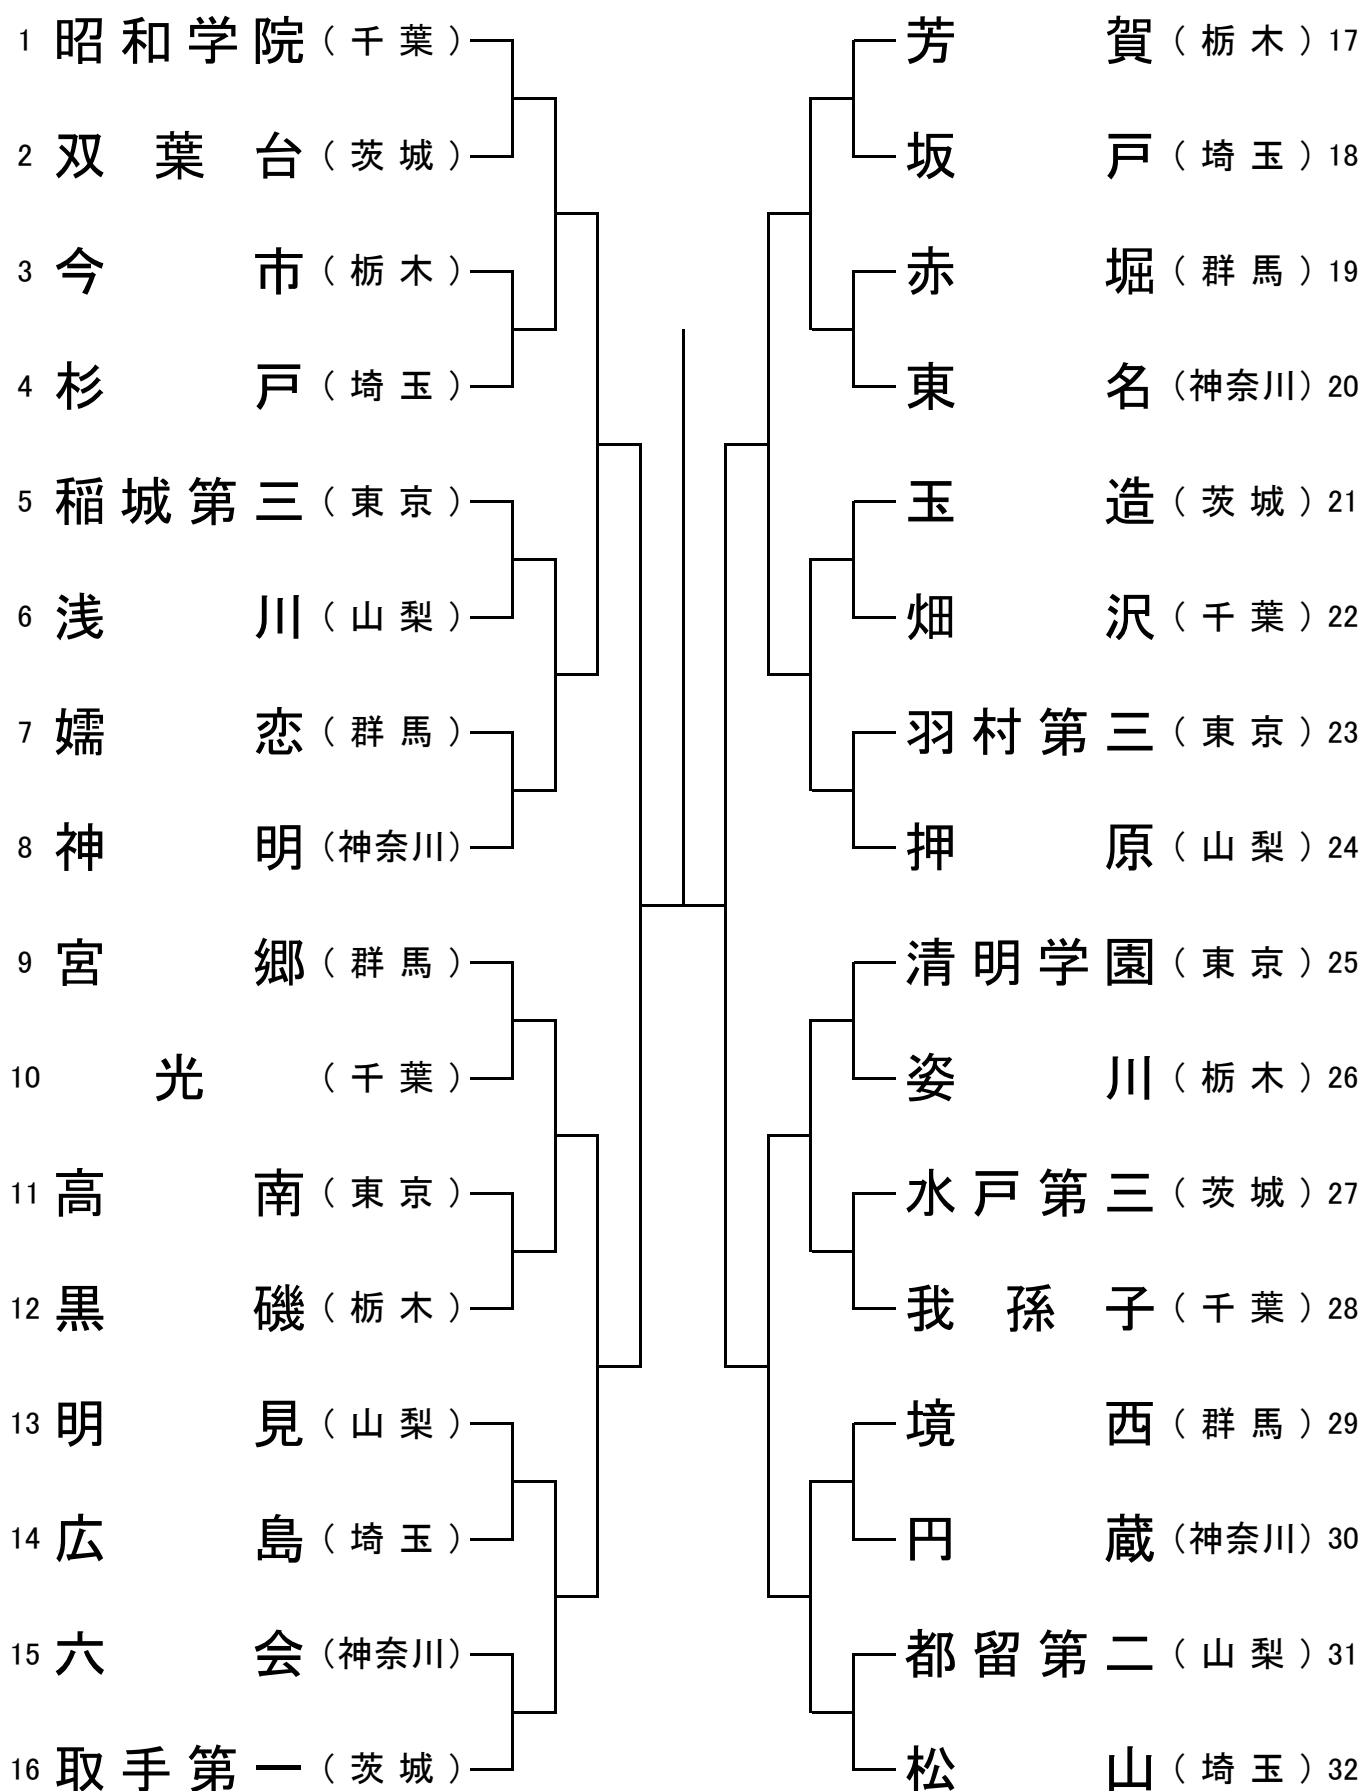 1 昭和学院（千葉）
2 双葉台（茨城）
3 今市（栃木）
4 杉戸（埼玉）
5 稲城第三（東京）
6 浅川（山梨）
7 嬬恋（群馬）
8 神明（神奈川）
9 宮郷（群馬）
10 光（千葉）
11 高南（東京）
12 黒磯（栃木）
13 明見（山梨）
14 広島（埼玉）
15 六会（神奈川）
16 取手第一（茨城）
芳賀（栃木）17
坂戸（埼玉）18
赤堀（群馬）19
東名（神奈川）20
玉造（茨城）21
畑沢（千葉）22
羽村第三（東京）23
押原（山梨）24
清明学園（東京）25
姿川（栃木）26
水戸第三（茨城）27
我孫子（千葉）28
境西（群馬）29
円蔵（神奈川）30
都留第二（山梨）31
松山（埼玉）32